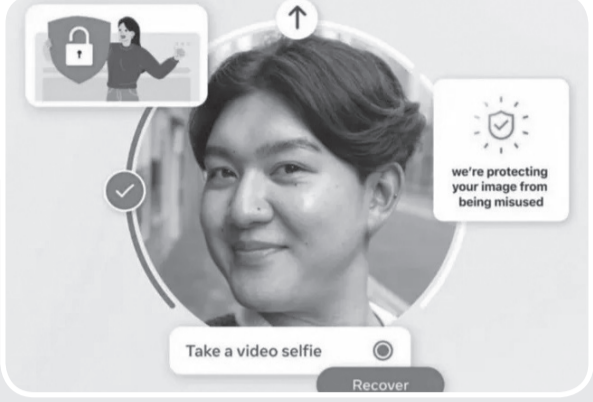 we're protecting
your image from
being misused
Take a video selfie
Recover